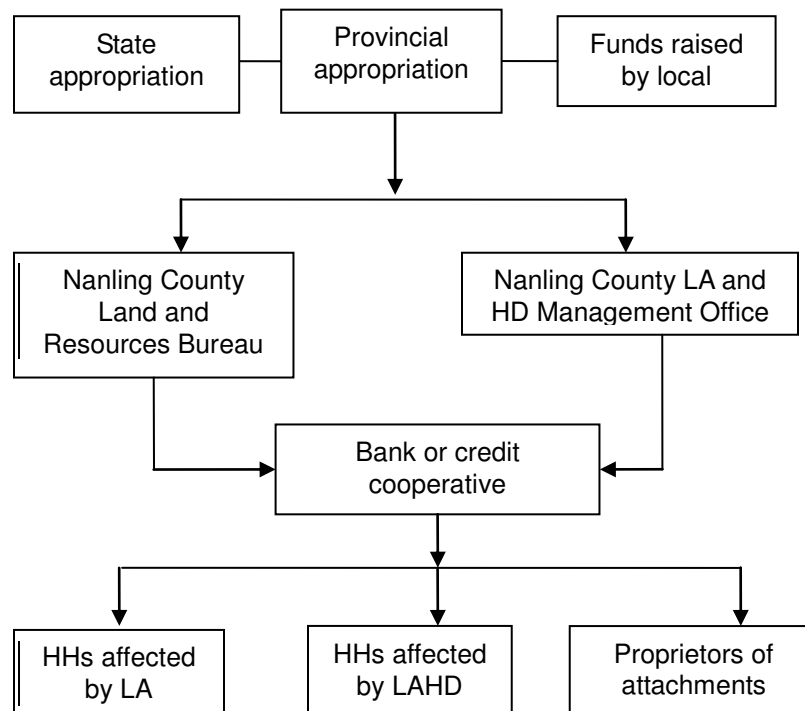 State
appropriation
Provincial
appropriation
Funds raised
by local
Nanling County
Land and
Resources Bureau
Nanling County LA and
HD Management Office
Bank or credit
cooperative
HHs affected
by LA
HHs affected
by LAHD
Proprietors of
attachments